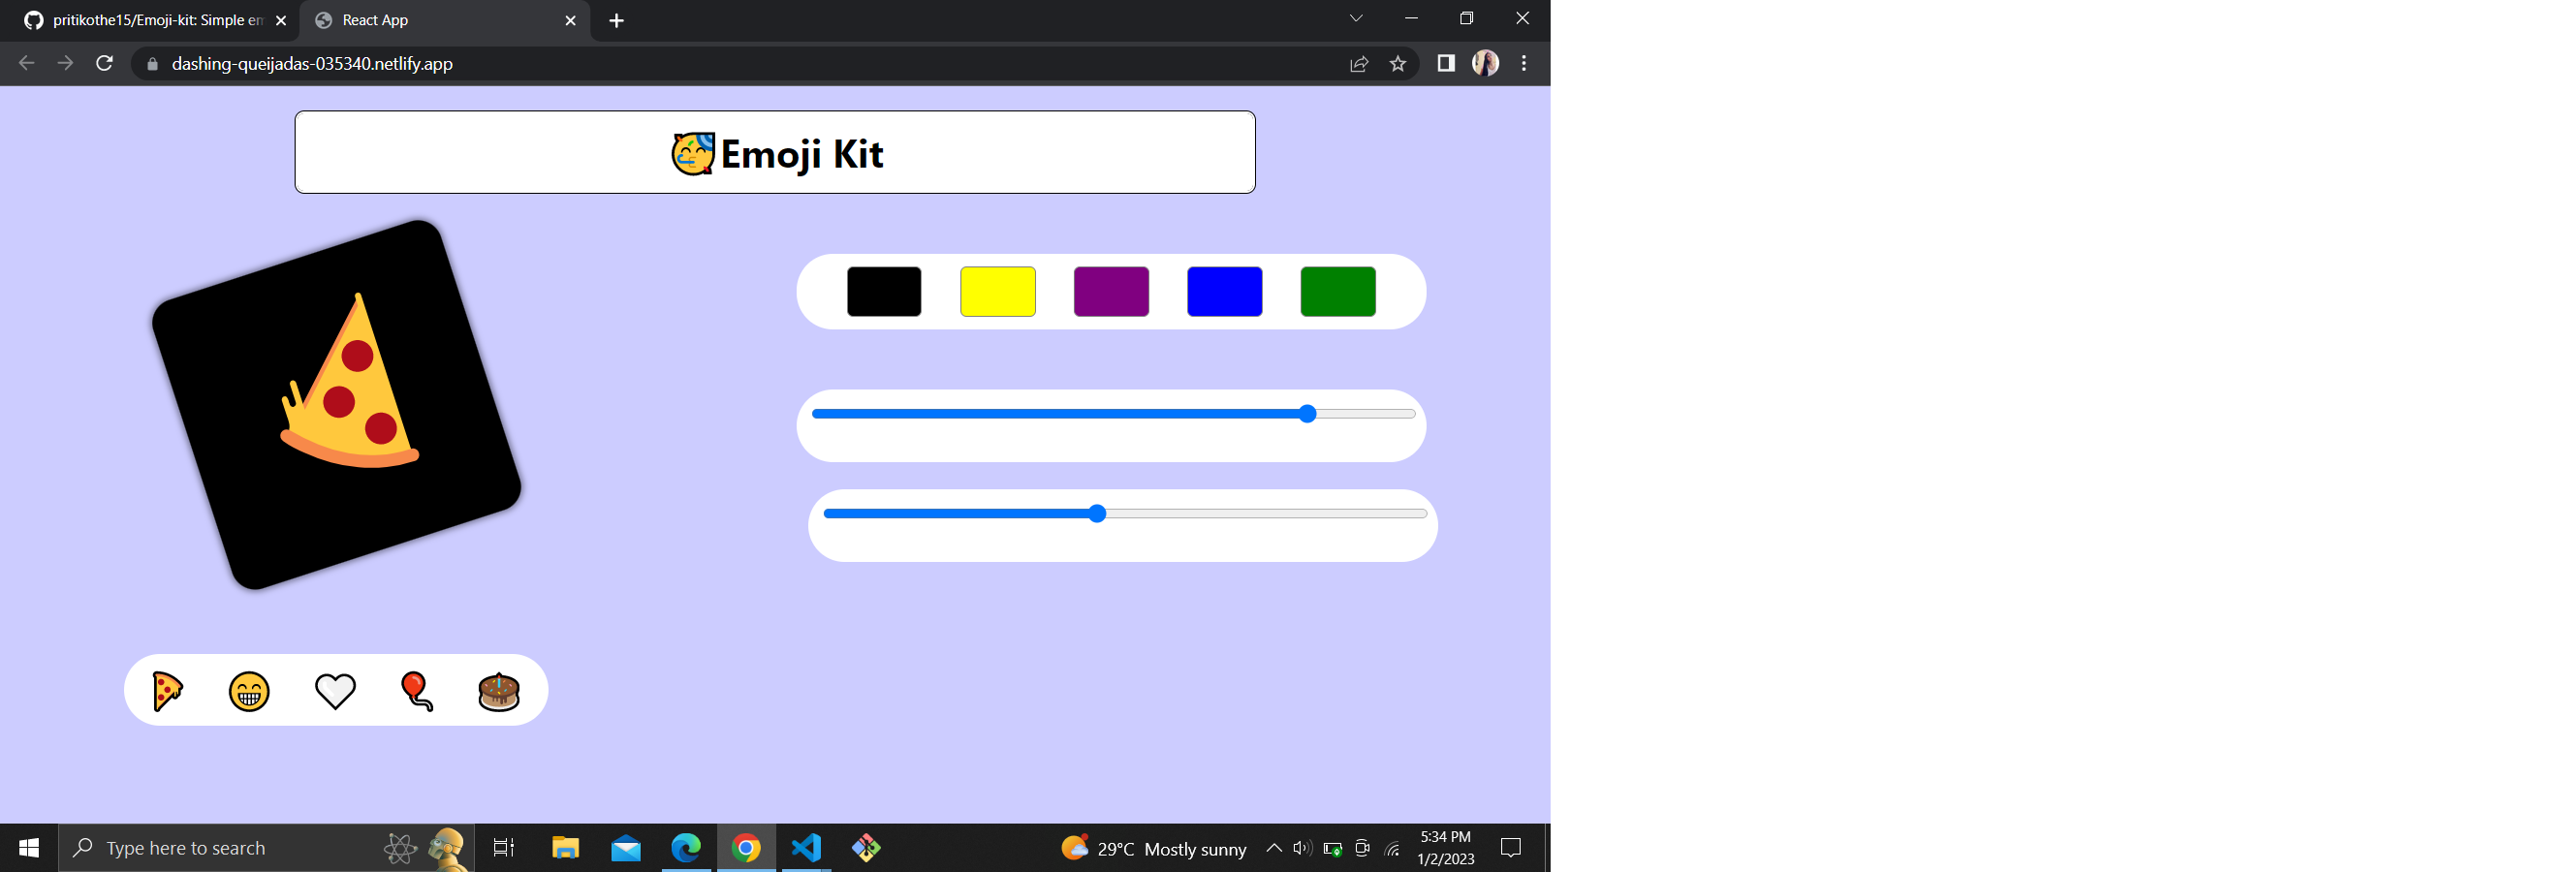 pritikothe15/Emoji-kit: Simple em
React App
dashing-queijadas-035340.netlify.app
Emoji Kit
Type here to search
29°C Mostly sunny
5:34 PM
1/2/2023